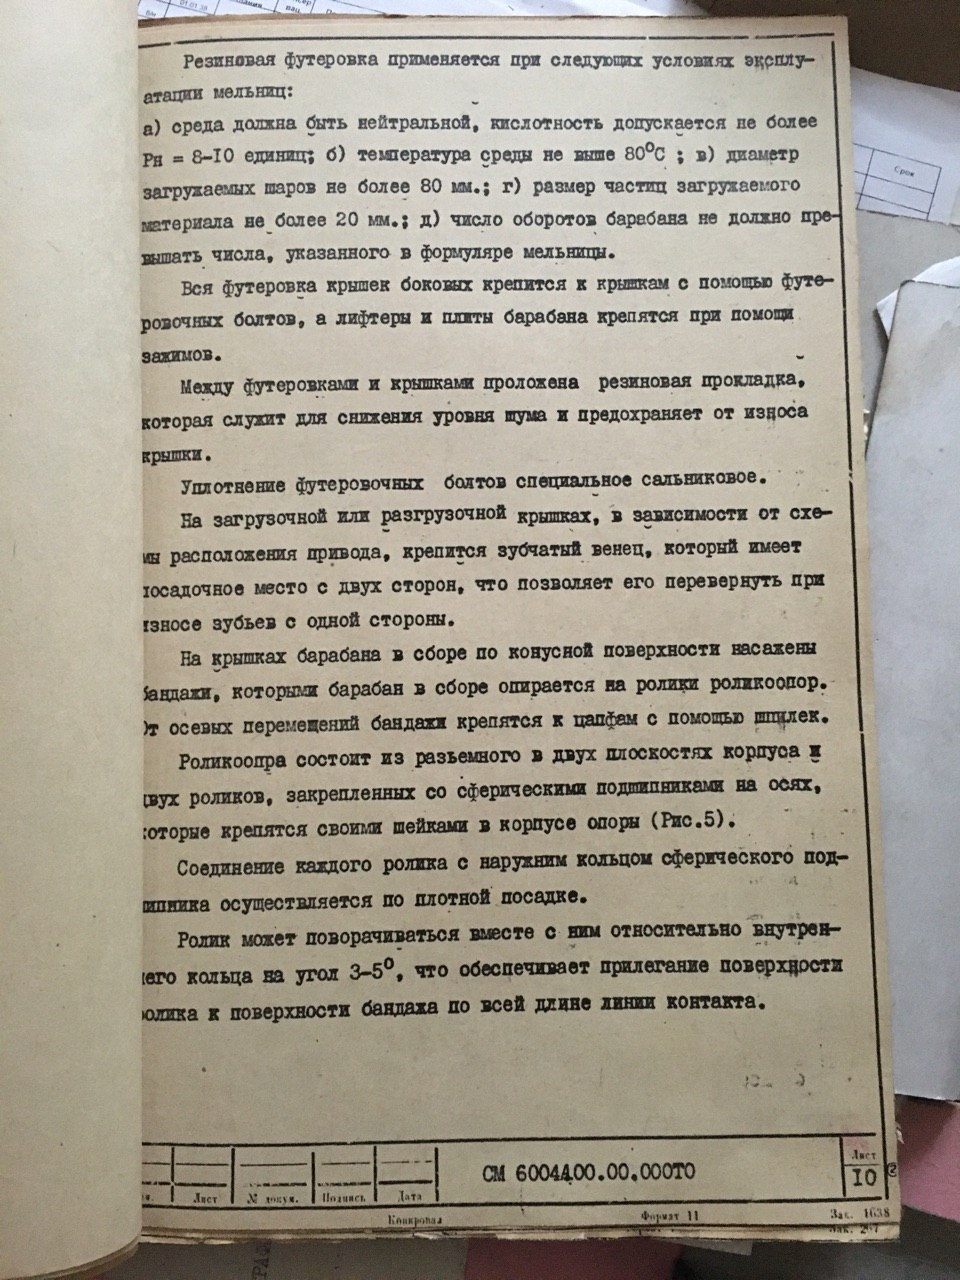 Резиновая футеровка применяется при следующих условиях эксплу-
атации мельниц:
а) среда должна быть нейтральной, кислотность допускается не более
Рн = 8-10 единиц; б) температура среды не выше 80°С ; в) диаметр
загружаемых шаров не более 80 мм.; г) размер частиц загружаемого
материала не более 20 мм.; д) число оборотов барабана не должно пре-
вышать числа, указанного в формуляре мельницы.
Вся футеровка крышек боковых крепится к крышкам с помощью футе-
ровочных болтов, а лифтеры и плиты барабана крепятся при помощи
зажимов.
Между футеровками и крышками проложена резиновая прокладка,
которая служит для снижения уровня шума и предохраняет от износа
крышки.
Уплотнение футеровочных болтов специальное сальниковое.
На загрузочной или разгрузочной крышках, в зависимости от схе-
мы расположения привода, крепится зубчатый венец, который имеет
посадочное место с двух сторон, что позволяет его перевернуть при
износе зубьев с одной стороны.
На крышках барабана в сборе по конусной поверхности насажены
бандажи, которыми барабан в сборе опирается на ролики роликоопор.
От осевых перемещений бандажи крепятся к цапфам с помощью шпилек.
Роликоопра состоит из разьемного в двух плоскостях корпуса и
двух роликов, закрепленных со сферическими подшипниками на осях,
которые крепятся своими шейками в корпусе опоры (Рис.5).
Соединение каждого ролика с наружним кольцом сферического под-
шипника осуществляется по плотной посадке.
Ролик может поворачиваться вместе с ним относительно внутрен-
него кольца на угол 3-5°, что обеспечивает прилегание поверхности
ролика к поверхности бандажа по всей длине линии контакта.
СМ 6004А00.00.000ТО
Лист
10
Лист № докум. Подпись Дата
Копировал Формат 11 Зак. 1638
Срок